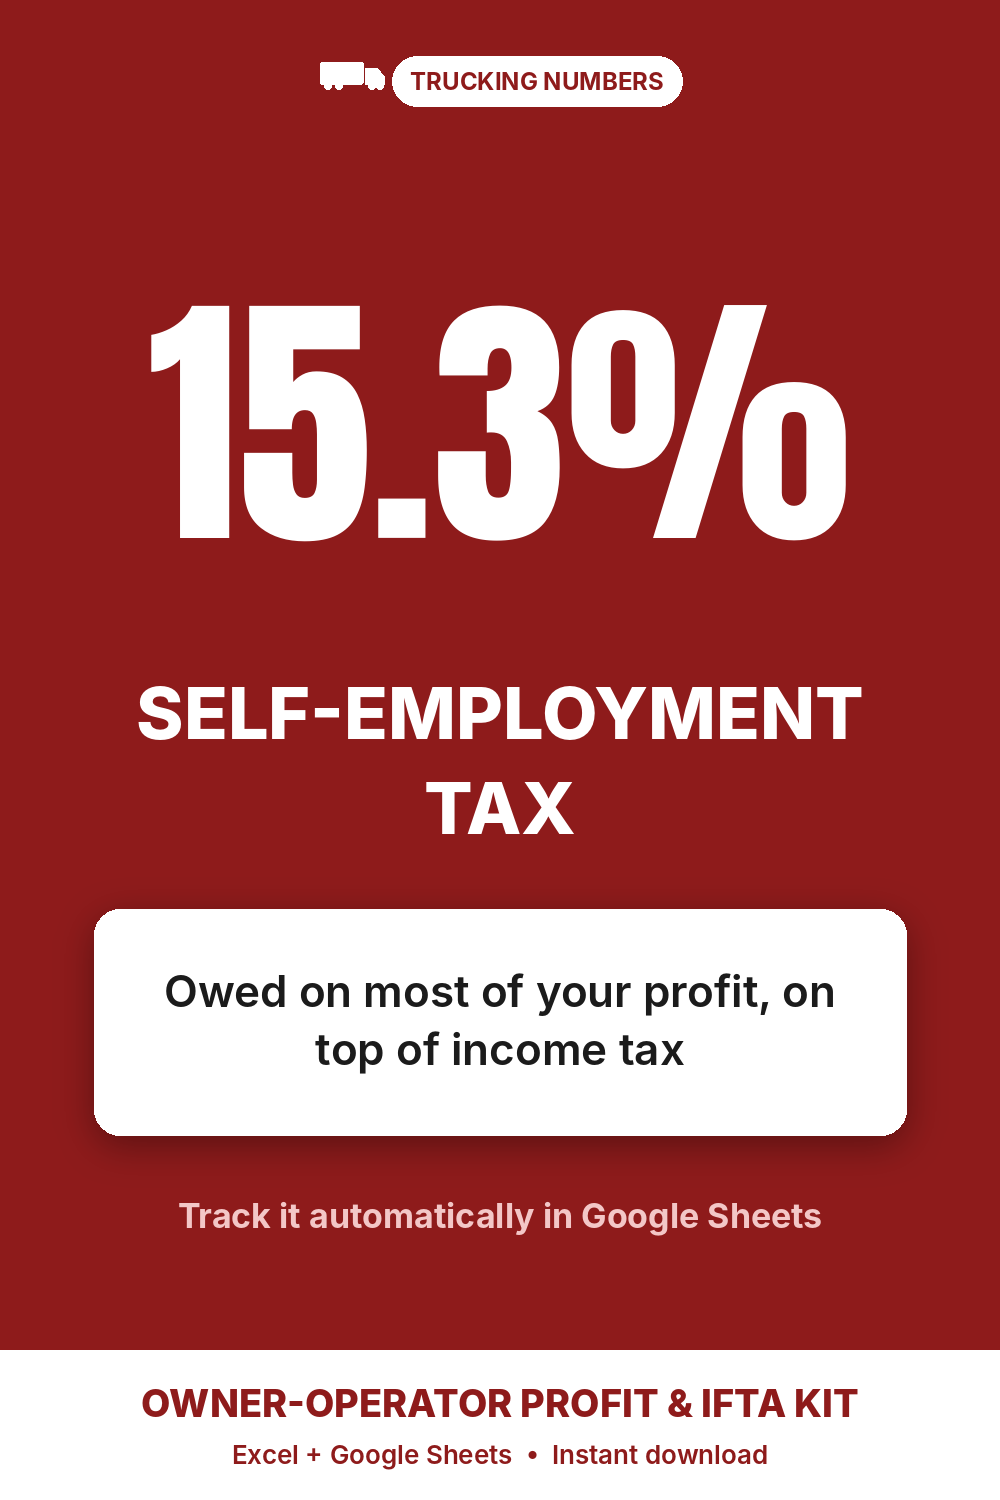 TRUCKING NUMBERS
15.3%
SELF-EMPLOYMENT
TAX
Owed on most of your profit, on
top of income tax
Track it automatically in Google Sheets
OWNER-OPERATOR PROFIT & IFTA KIT
Excel + Google Sheets • Instant download